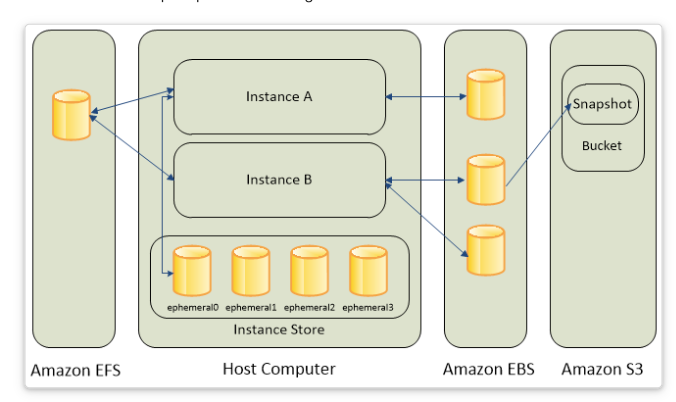 Instance A
Instance B
Snapshot
Bucket
ephemeral0 ephemeral1 ephemeral2 ephemeral3
Instance Store
Amazon EFS Host Computer Amazon EBS Amazon S3